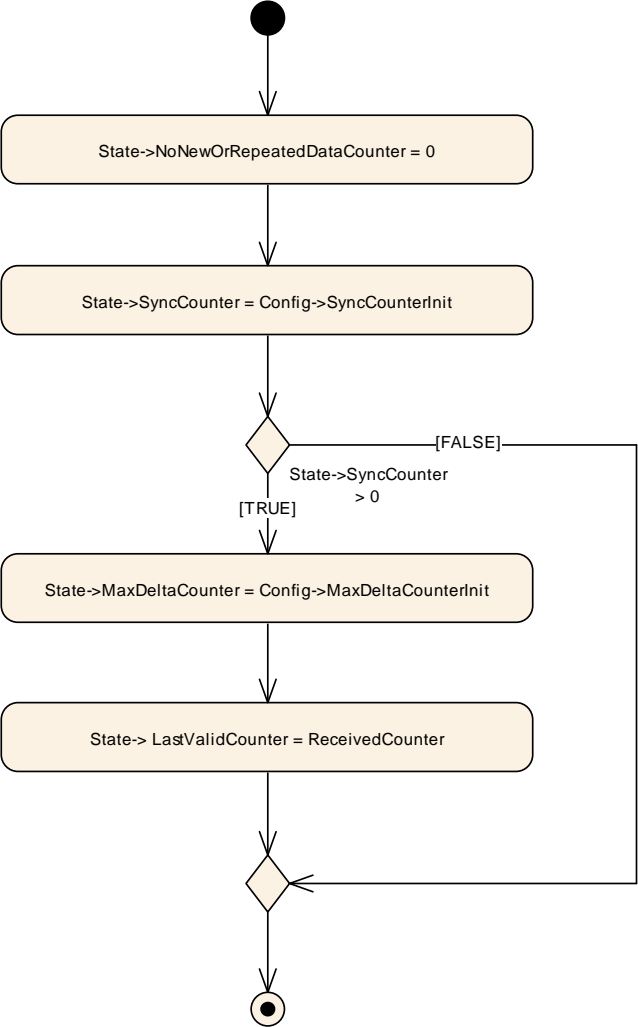 State->NoNewOrRepeatedDataCounter = 0
State->SyncCounter = Config->SyncCounterInit
[FALSE]
State->SyncCounter
> 0
[TRUE]
State->MaxDeltaCounter = Config->MaxDeltaCounterInit
State-> LastValidCounter = ReceivedCounter